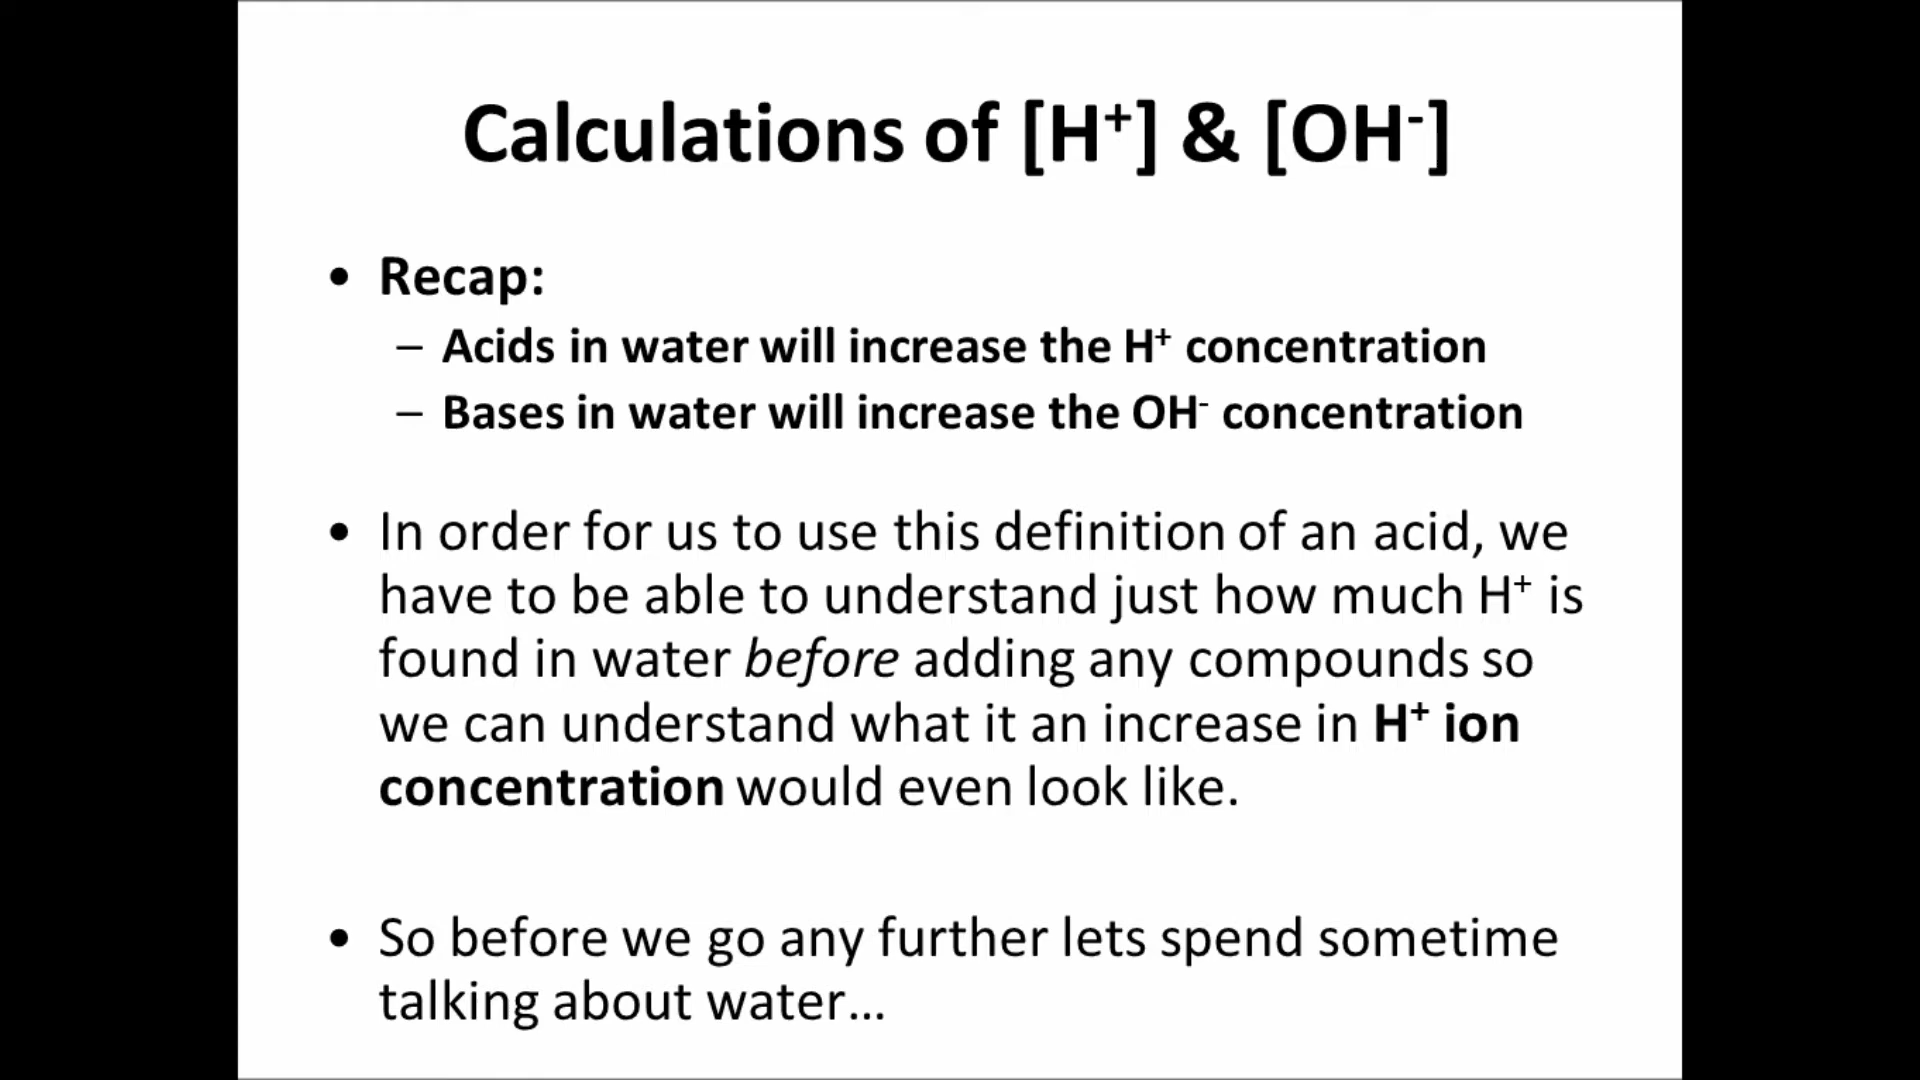 Calculations of [H⁺] & [OH⁻]
• Recap:
– Acids in water will increase the H⁺ concentration
– Bases in water will increase the OH⁻ concentration
• In order for us to use this definition of an acid, we
have to be able to understand just how much H⁺ is
found in water before adding any compounds so
we can understand what it an increase in H⁺ ion
concentration would even look like.
• So before we go any further lets spend sometime
talking about water…